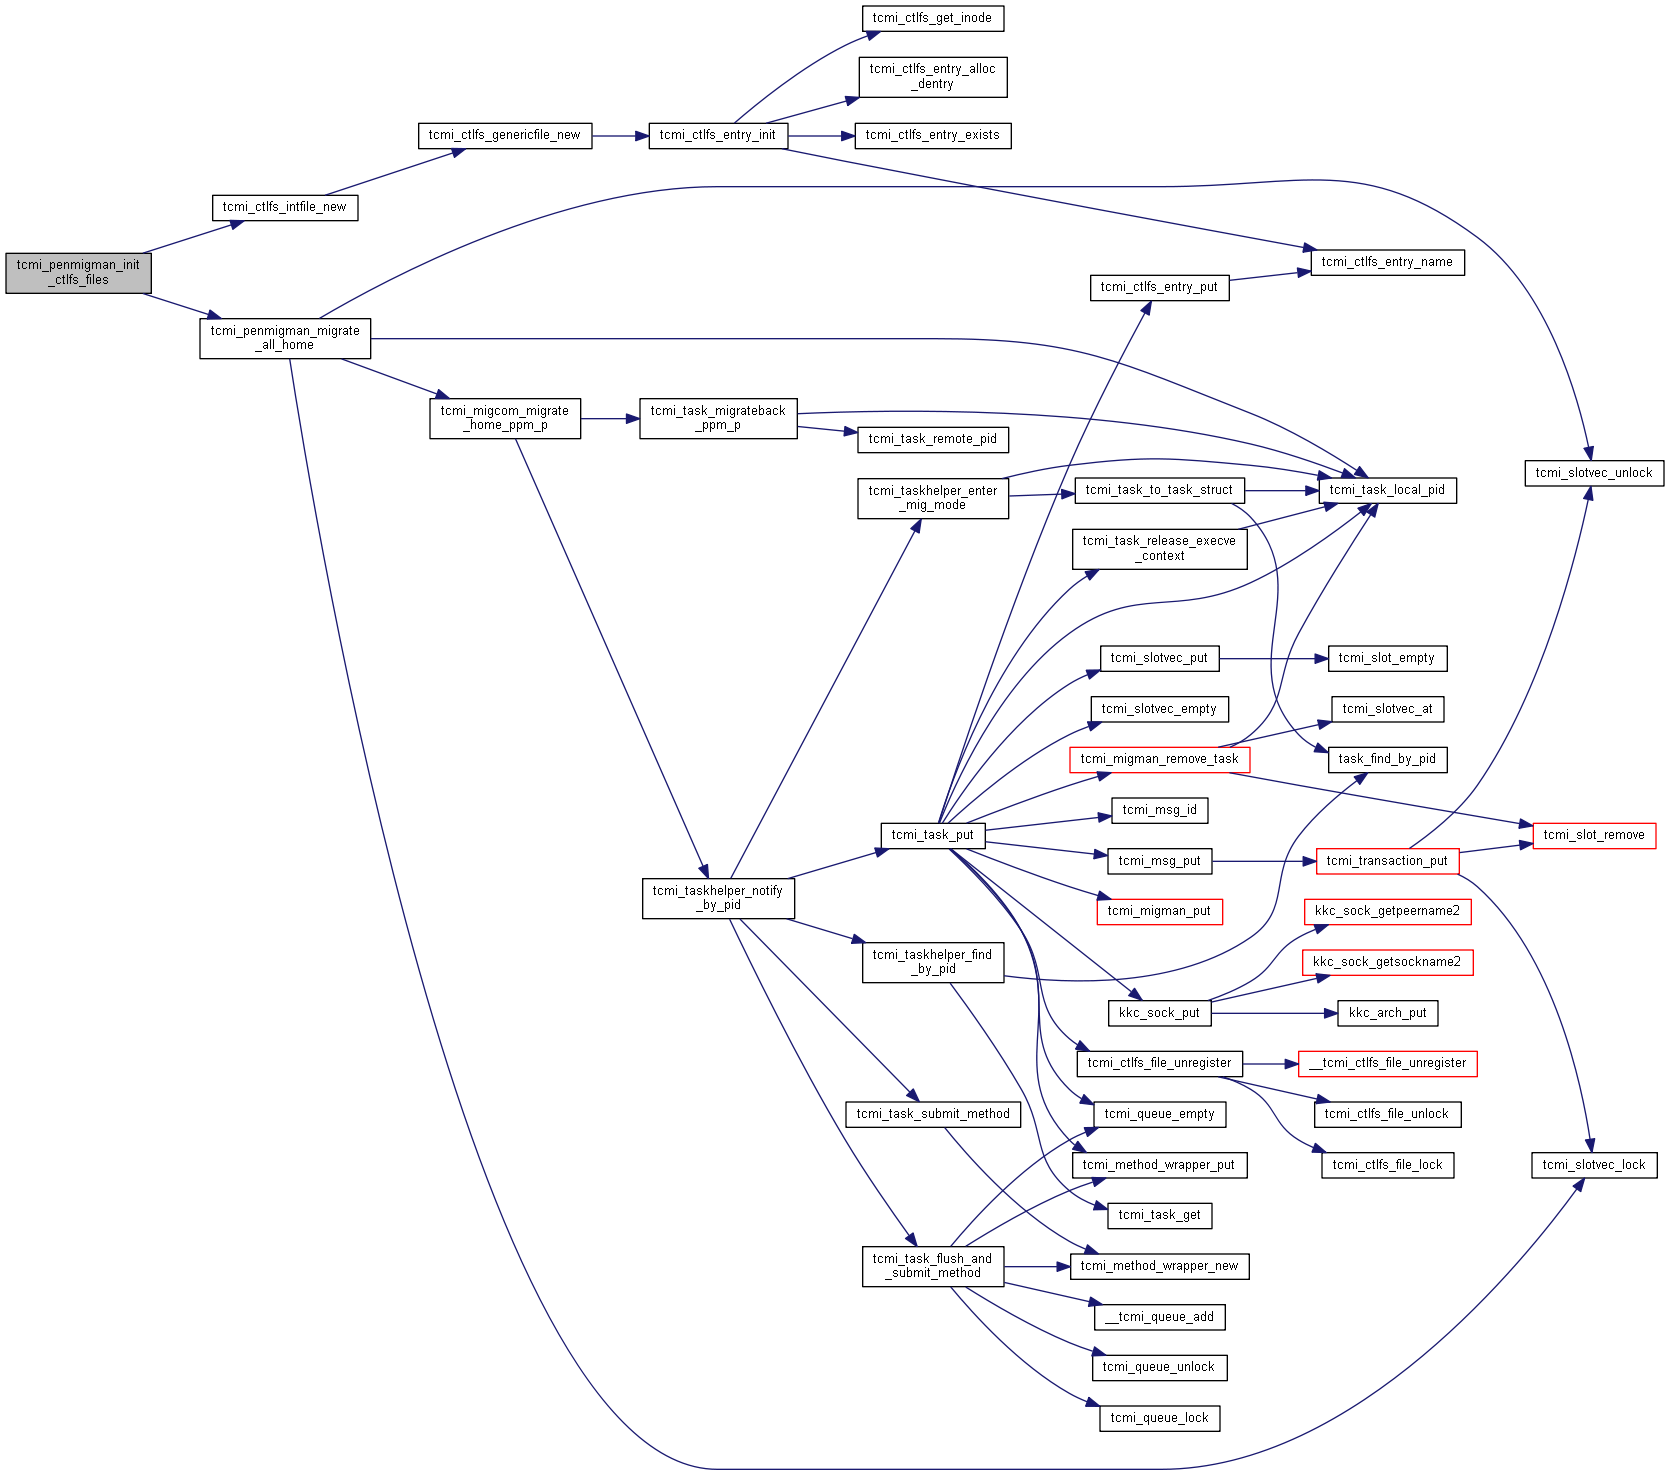 tcmi_ctlfs_get_inode
tcmi_ctlfs_entry_alloc
_dentry
tcmi_ctlfs_genericfile_new
tcmi_ctlfs_entry_init
tcmi_ctlfs_entry_exists
tcmi_ctlfs_intfile_new
tcmi_penmigman_init
_ctlfs_files
tcmi_ctlfs_entry_name
tcmi_ctlfs_entry_put
tcmi_penmigman_migrate
_all_home
tcmi_migcom_migrate
_home_ppm_p
tcmi_task_migrateback
_ppm_p
tcmi_task_remote_pid
tcmi_slotvec_unlock
tcmi_taskhelper_enter
_mig_mode
tcmi_task_to_task_struct
tcmi_task_local_pid
tcmi_task_release_execve
_context
tcmi_slotvec_put
tcmi_slot_empty
tcmi_slotvec_empty
tcmi_slotvec_at
tcmi_migman_remove_task
task_find_by_pid
tcmi_msg_id
tcmi_task_put
tcmi_slot_remove
tcmi_msg_put
tcmi_transaction_put
tcmi_taskhelper_notify
_by_pid
tcmi_migman_put
kkc_sock_getpeername2
tcmi_taskhelper_find
_by_pid
kkc_sock_getsockname2
kkc_sock_put
kkc_arch_put
tcmi_ctlfs_file_unregister
__tcmi_ctlfs_file_unregister
tcmi_task_submit_method
tcmi_queue_empty
tcmi_ctlfs_file_unlock
tcmi_method_wrapper_put
tcmi_ctlfs_file_lock
tcmi_slotvec_lock
tcmi_task_get
tcmi_task_flush_and
_submit_method
tcmi_method_wrapper_new
__tcmi_queue_add
tcmi_queue_unlock
tcmi_queue_lock